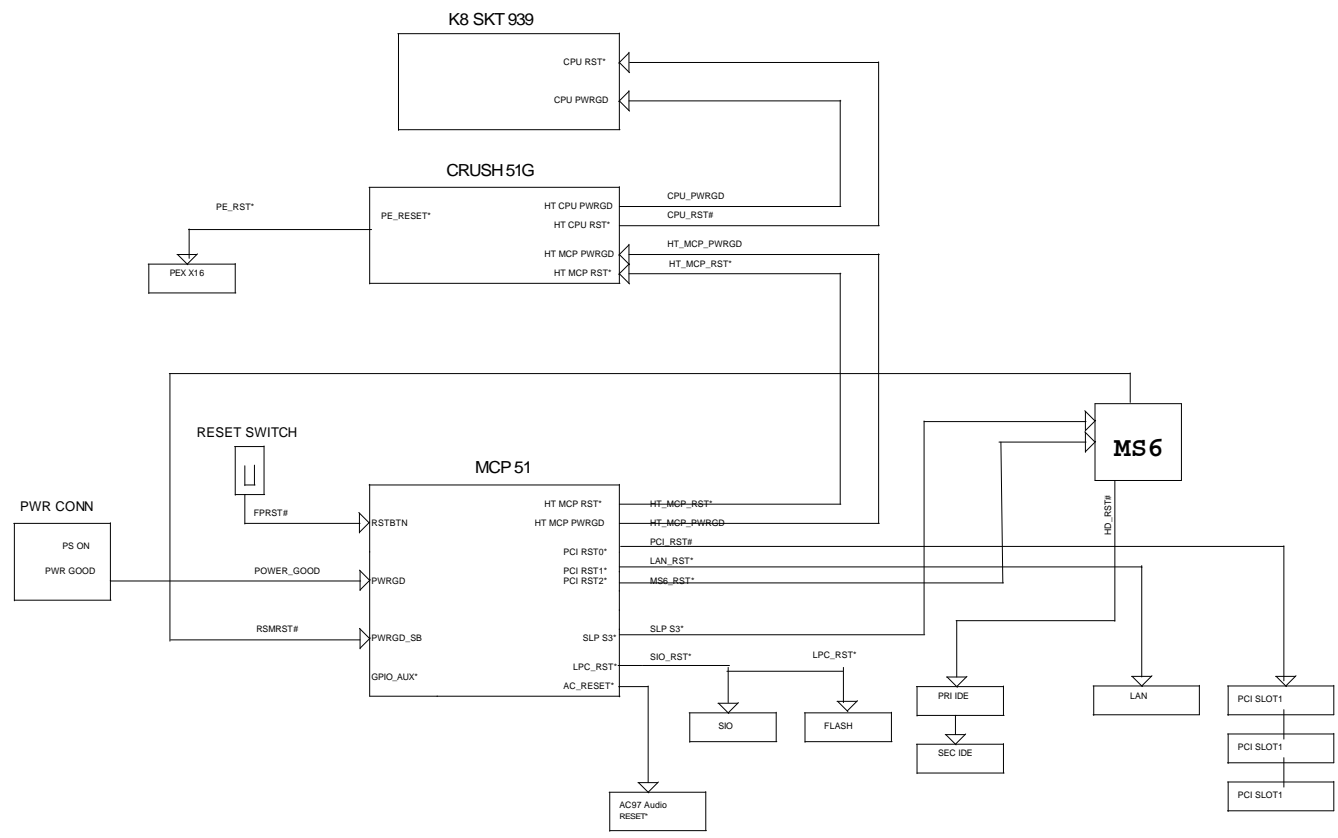 K8 SKT 939
CPU RST*
CPU PWRGD
CRUSH 51G
PE_RST*
PE_RESET*
HT CPU PWRGD
CPU_PWRGD
HT CPU RST*
CPU_RST#
HT MCP PWRGD
HT_MCP_PWRGD
HT MCP RST*
HT_MCP_RST*
PEX X16
MS6
RESET SWITCH
MCP 51
PWR CONN
PS ON
PWR GOOD
FPRST#
RSTBTN
POWER_GOOD
PWRGD
RSMRST#
PWRGD_SB
GPIO_AUX*
HT MCP RST*
HT_MCP_RST*
HT MCP PWRGD
HT_MCP_PWRGD
PCI RST0*
PCI_RST#
PCI RST1*
LAN_RST*
PCI RST2*
MS6_RST*
SLP S3*
SLP S3*
LPC_RST*
SIO_RST*
LPC_RST*
AC_RESET*
HD_RST#
SIO
FLASH
PRI IDE
SEC IDE
LAN
PCI SLOT1
PCI SLOT1
PCI SLOT1
AC97 Audio
RESET*